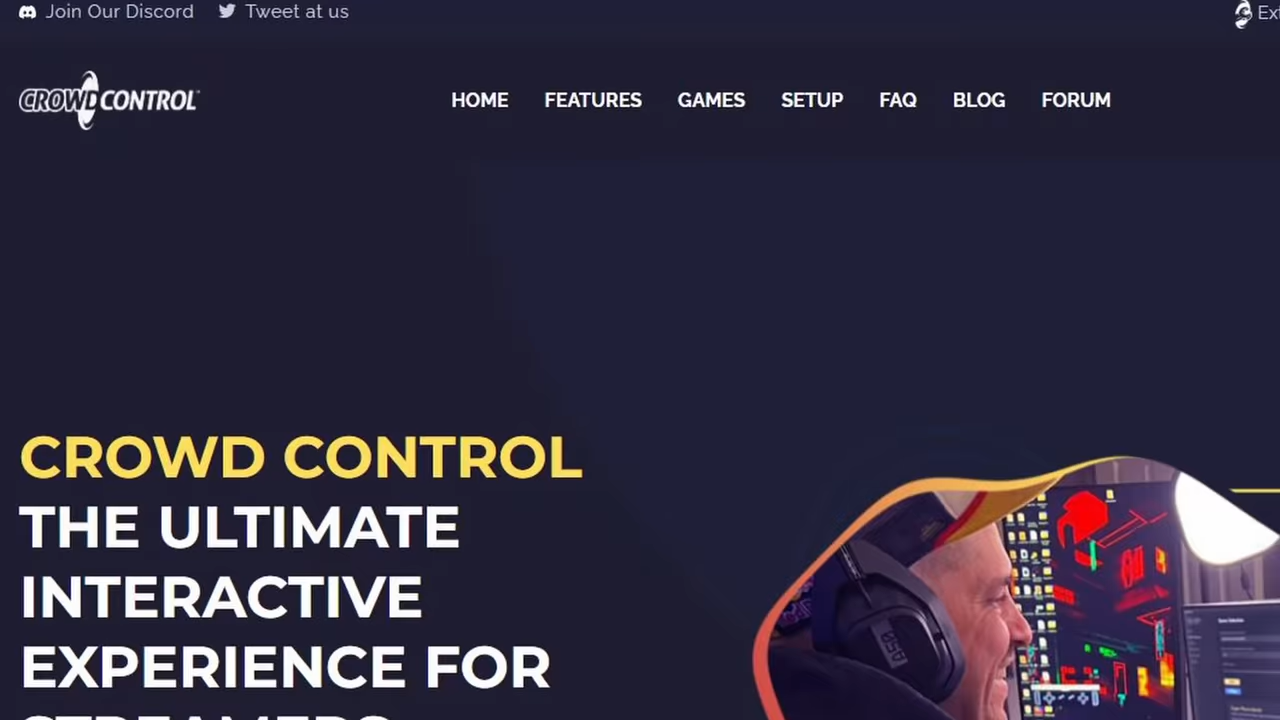 Join Our Discord Tweet at us
CROWD CONTROL
HOME FEATURES GAMES SETUP FAQ BLOG FORUM
CROWD CONTROL
THE ULTIMATE
INTERACTIVE
EXPERIENCE FOR
STREAMERS